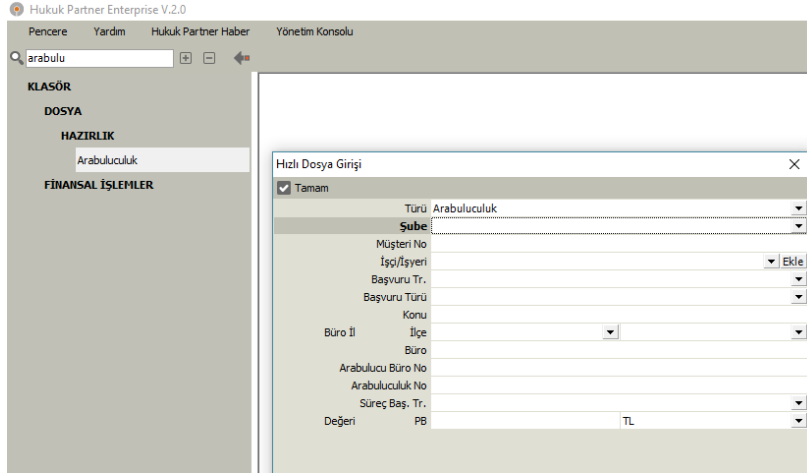 Hukuk Partner Enterprise V.2.0
Pencere Yardım Hukuk Partner Haber Yönetim Konsolu
arabulu
KLASÖR
DOSYA
HAZIRLIK
Arabuluculuk
FİNANSAL İŞLEMLER
Hızlı Dosya Girişi
Tamam
Türü Arabuluculuk
Şube
Müşteri No
İşçi/İşyeri Ekle
Başvuru Tr.
Başvuru Türü
Konu
Büro İl İlçe
Büro
Arabulucu Büro No
Arabuluculuk No
Süreç Baş. Tr.
Değeri PB TL